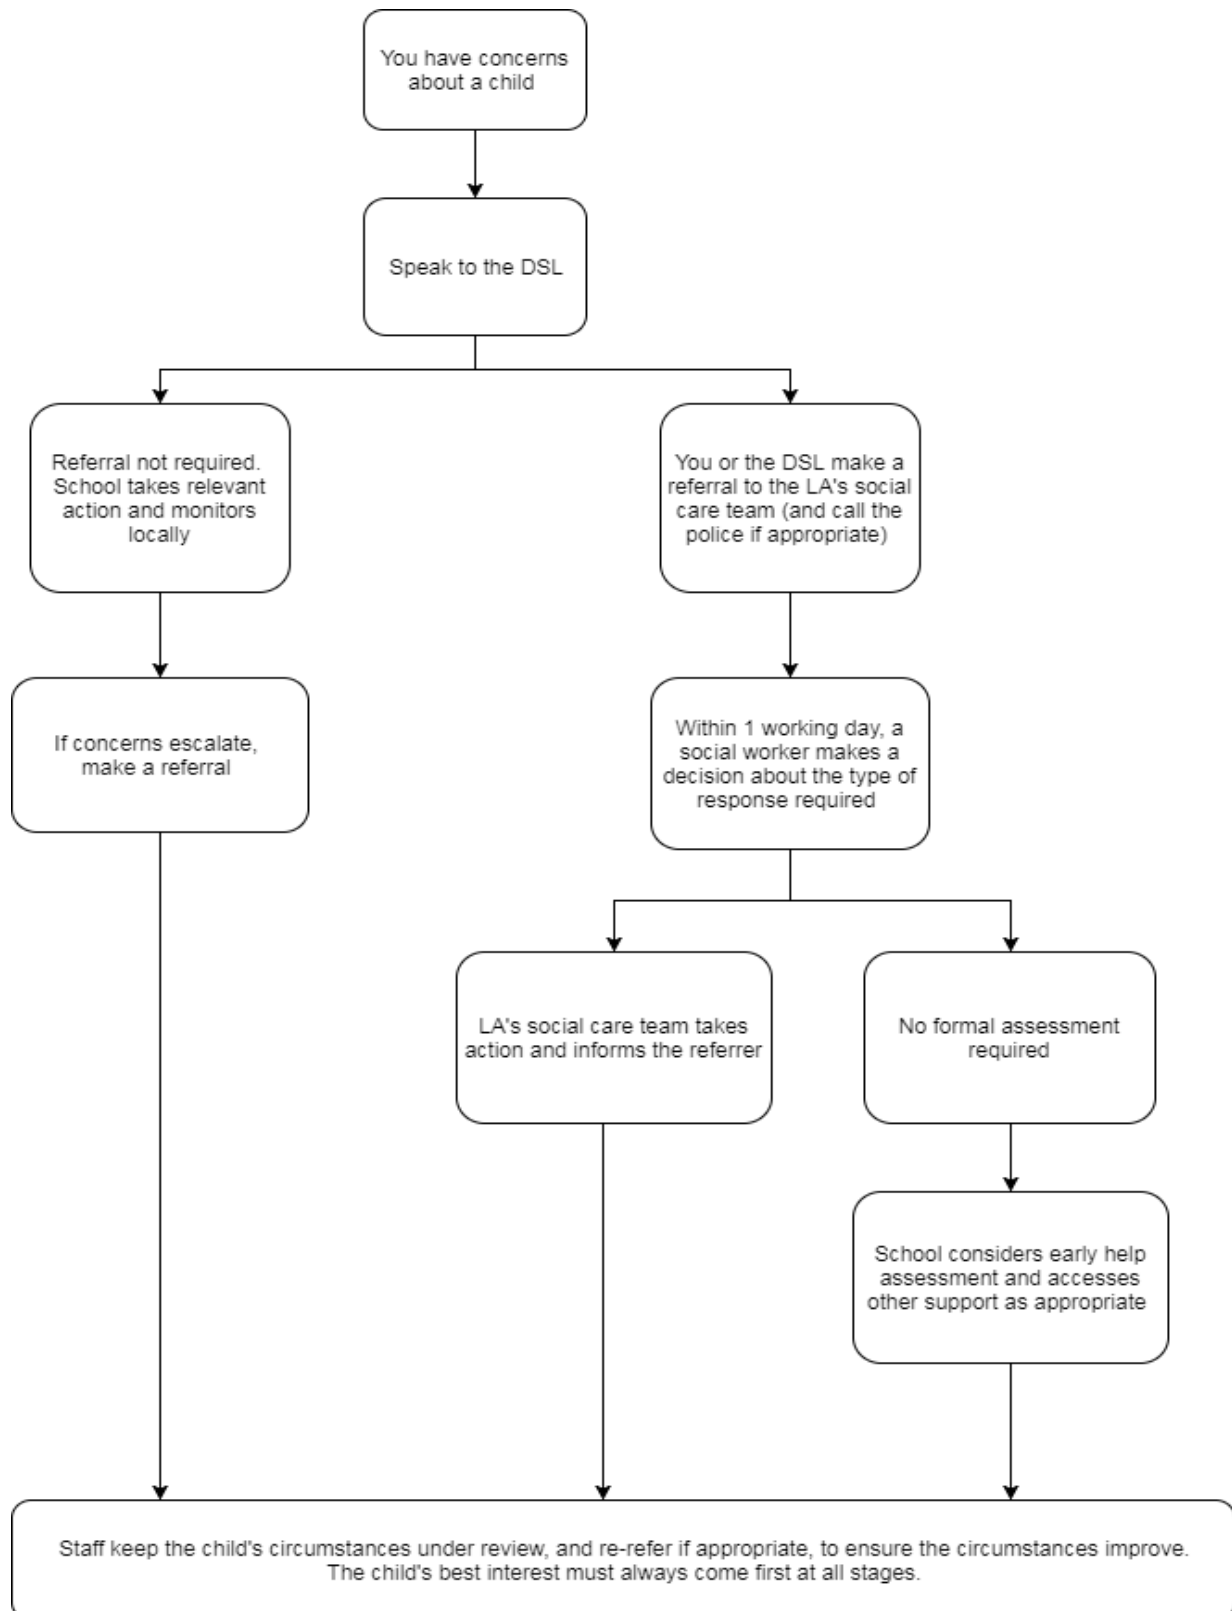 You have concerns
about a child
Speak to the DSL
Referral not required.
School takes relevant
action and monitors
locally
You or the DSL make a
referral to the LA's social
care team (and call the
police if appropriate)
If concerns escalate,
make a referral
Within 1 working day, a
social worker makes a
decision about the type of
response required
LA's social care team takes
action and informs the referrer
No formal assessment
required
School considers early help
assessment and accesses
other support as appropriate
Staff keep the child's circumstances under review, and re-refer if appropriate, to ensure the circumstances improve.
The child's best interest must always come first at all stages.